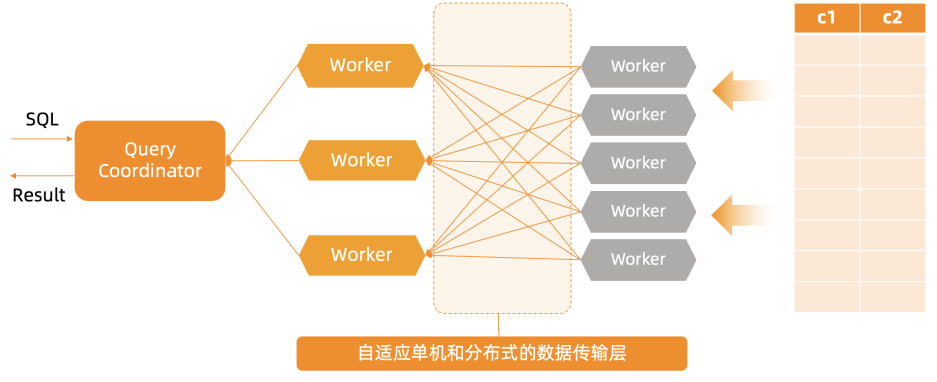 SQL
Result
Query
Coordinator
Worker
Worker
Worker
Worker
Worker
Worker
Worker
Worker
c1
c2
自适应单机和分布式的数据传输层